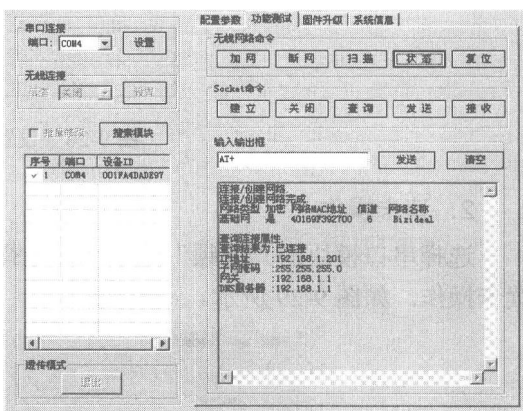 串口连接
端口： COM4 设置
无线连接
关闭
搜索模块
序号 端口 设备ID
1 COM4 001FA4DADE97
透传模式
退出
配置参数 功能测试 固件升级 系统信息
无线网络命令
加网 断网 扫描 状态 复位
Socket命令
建立 关闭 查询 发送 接收
输入输出框
AT+ 发送 清空
连接/创建网络
连接/创建网络完成
网络类型 加密 网络MAC地址 信道 网络名称
基础网 是 40169F392700 6 Bizideal
查询连接属性
查询结果为:已连接
IP地址 :192.168.1.201
子网掩码 :255.255.255.0
网关 :192.168.1.1
DNS服务器 :192.168.1.1